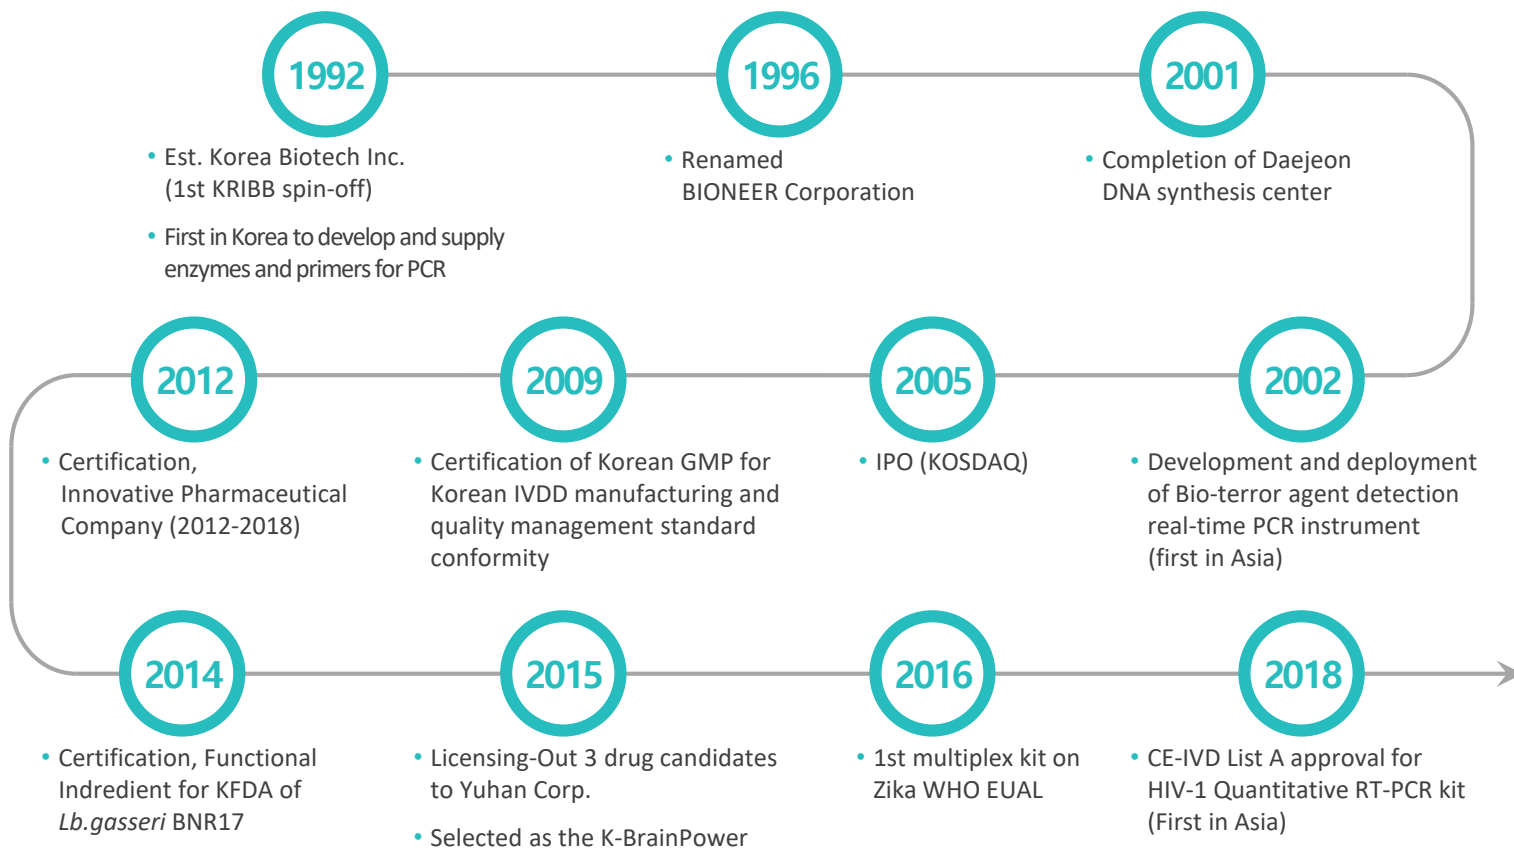 1992
• Est. Korea Biotech Inc.
(1st KRIBB spin-off)
• First in Korea to develop and supply
enzymes and primers for PCR
1996
• Renamed
BIONEER Corporation
2001
• Completion of Daejeon
DNA synthesis center
2002
• Development and deployment
of Bio-terror agent detection
real-time PCR instrument
(first in Asia)
2005
• IPO (KOSDAQ)
2009
• Certification of Korean GMP for
Korean IVDD manufacturing and
quality management standard
conformity
2012
• Certification,
Innovative Pharmaceutical
Company (2012-2018)
2014
• Certification, Functional
Indredient for KFDA of
Lb.gasseri BNR17
2015
• Licensing-Out 3 drug candidates
to Yuhan Corp.
• Selected as the K-BrainPower
2016
• 1st multiplex kit on
Zika WHO EUAL
2018
• CE-IVD List A approval for
HIV-1 Quantitative RT-PCR kit
(First in Asia)